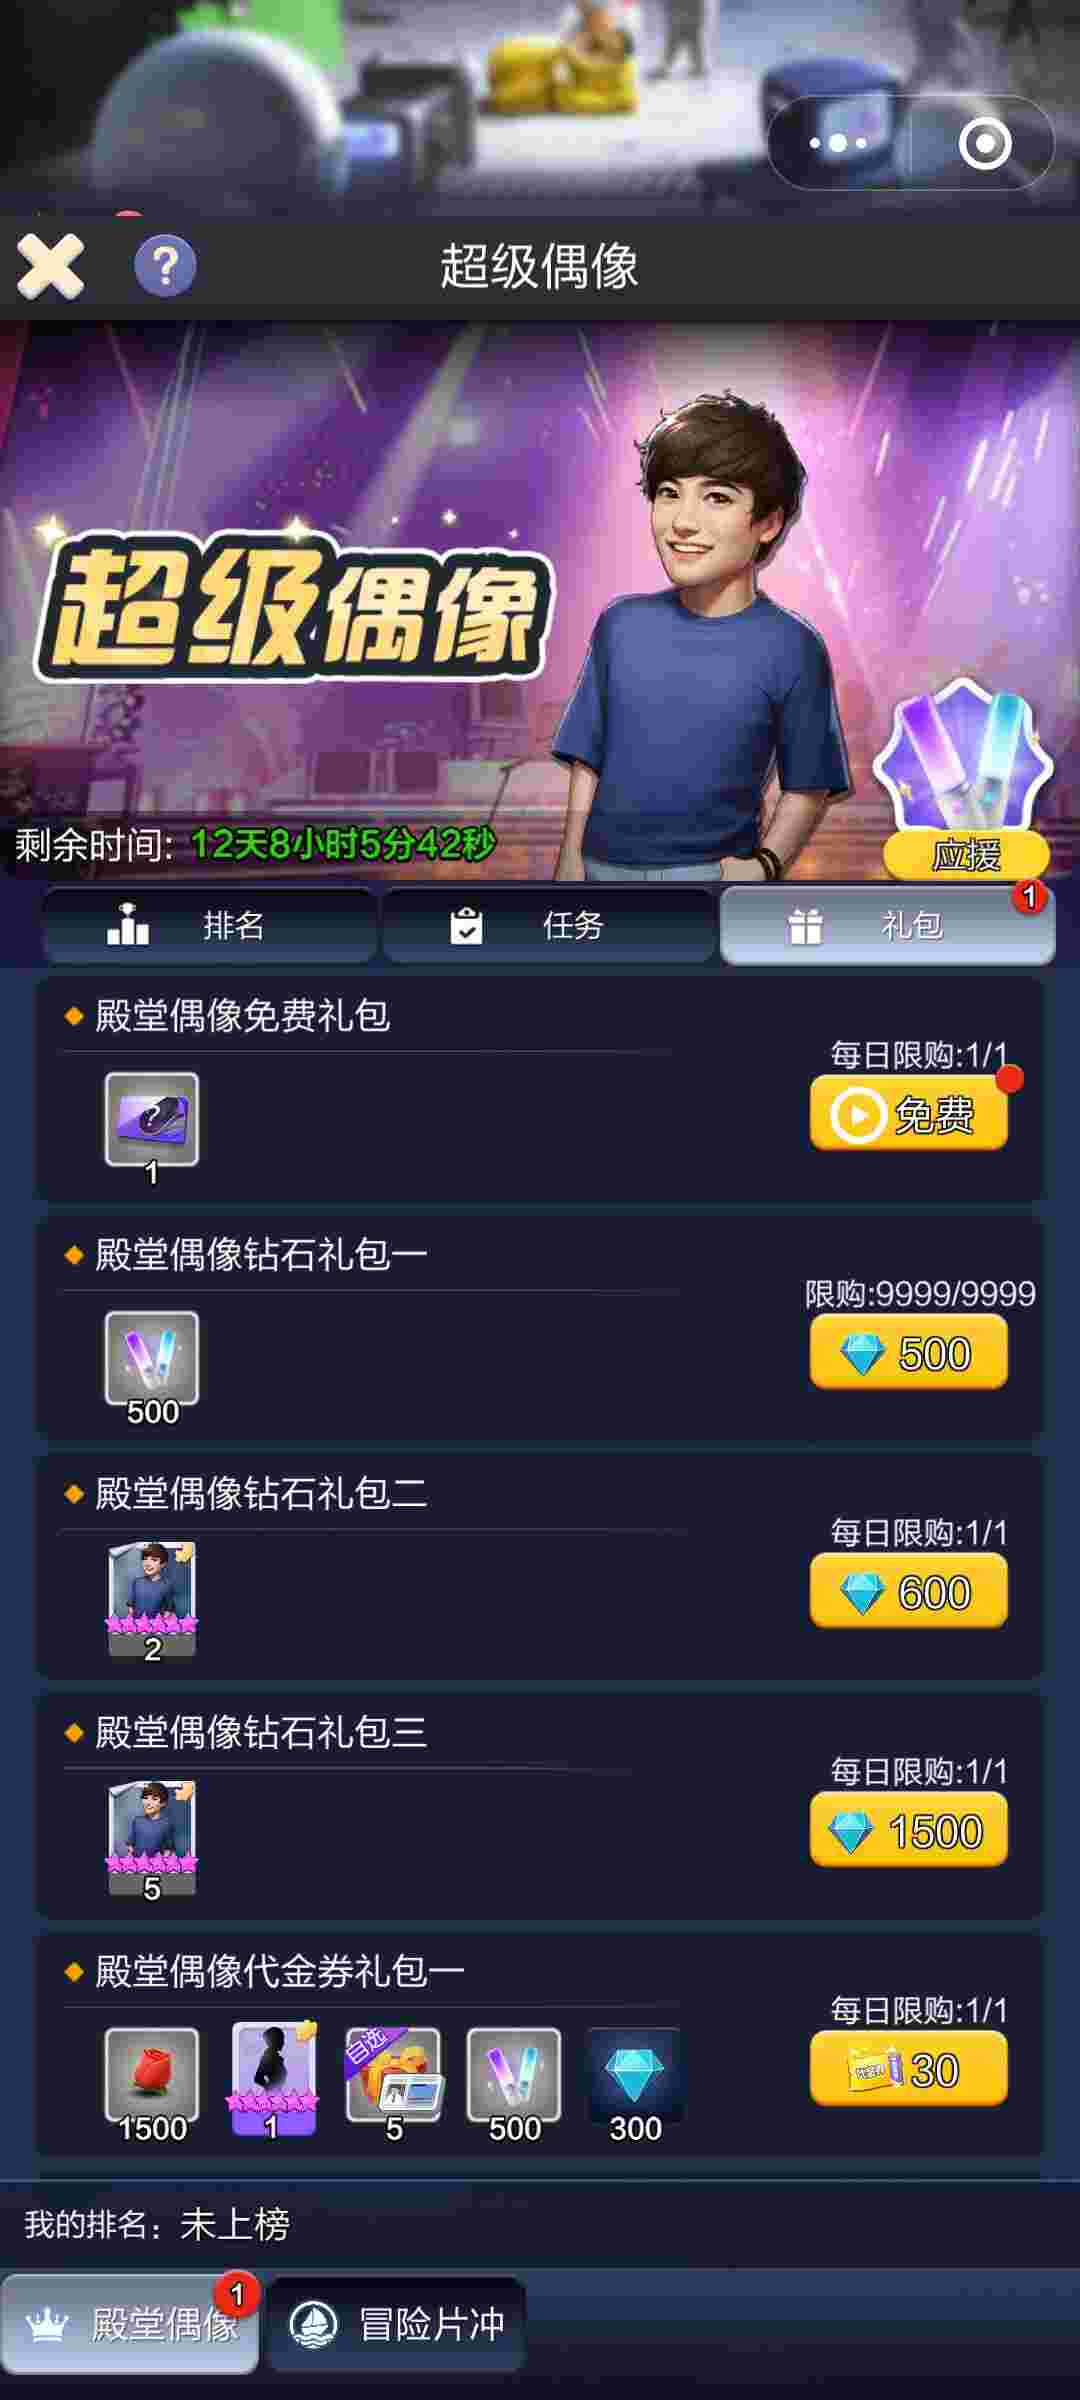 超级偶像
超级偶像
剩余时间: 12天8小时5分42秒
应援
排名
任务
礼包
1
殿堂偶像免费礼包
每日限购:1/1
免费
?
1
殿堂偶像钻石礼包一
限购:9999/9999
500
500
殿堂偶像钻石礼包二
每日限购:1/1
600
2
殿堂偶像钻石礼包三
每日限购:1/1
1500
5
殿堂偶像代金券礼包一
每日限购:1/1
30
自选
1500
1
5
500
300
我的排名: 未上榜
殿堂偶像
1
冒险片冲